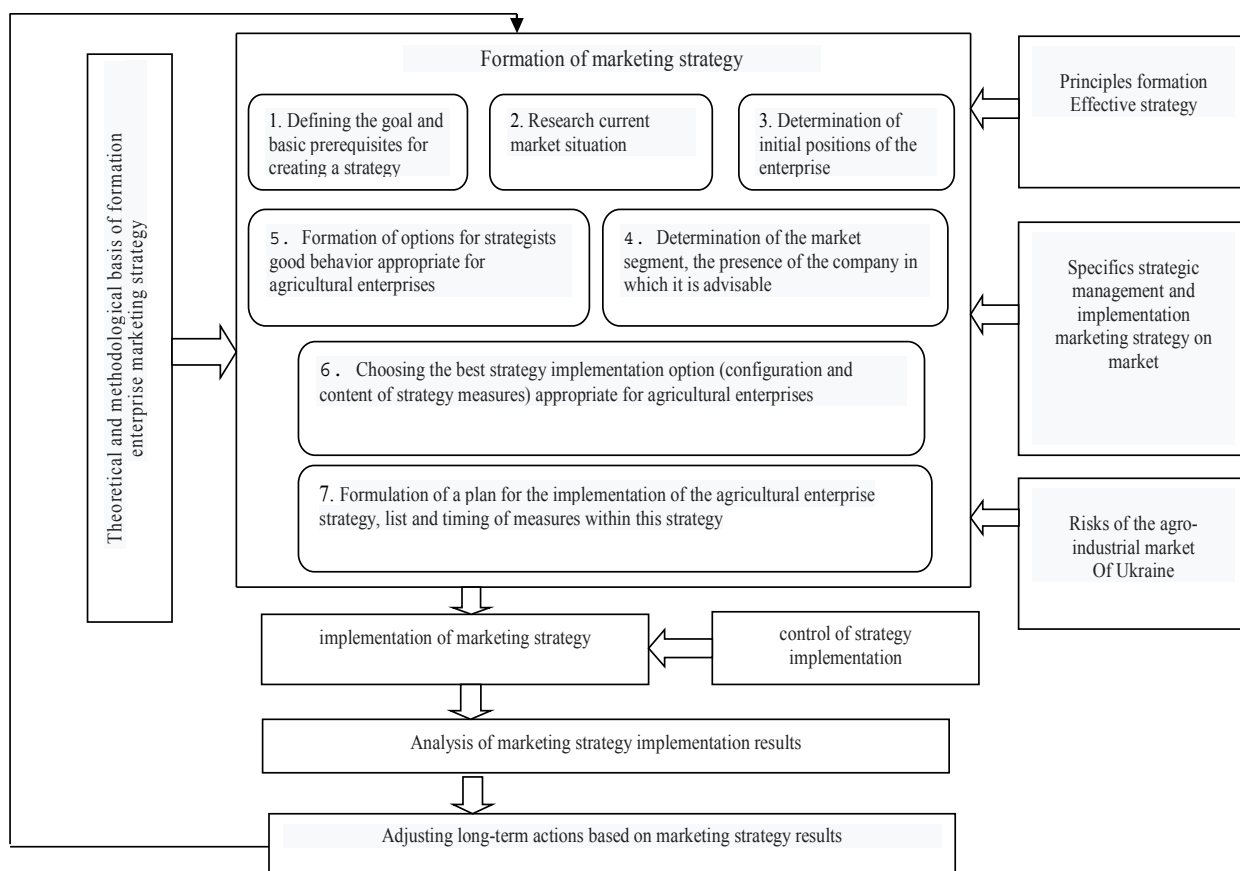 Formation of marketing strategy
1. Defining the goal and
basic prerequisites for
creating a strategy
2. Research current
market situation
3. Determination of
initial positions of the
enterprise
5. Formation of options for strategists
good behavior appropriate for
agricultural enterprises
4. Determination of the market
segment, the presence of the company in
which it is advisable
6. Choosing the best strategy implementation option (configuration and
content of strategy measures) appropriate for agricultural enterprises
7. Formulation of a plan for the implementation of the agricultural enterprise
strategy, list and timing of measures within this strategy
Theoretical and methodological basis of formation
enterprise marketing strategy
Principles formation
Effective strategy
Specifics strategic
management and
implementation
marketing strategy on
market
Risks of the agro-
industrial market
Of Ukraine
implementation of marketing strategy
control of strategy
implementation
Analysis of marketing strategy implementation results
Adjusting long-term actions based on marketing strategy results